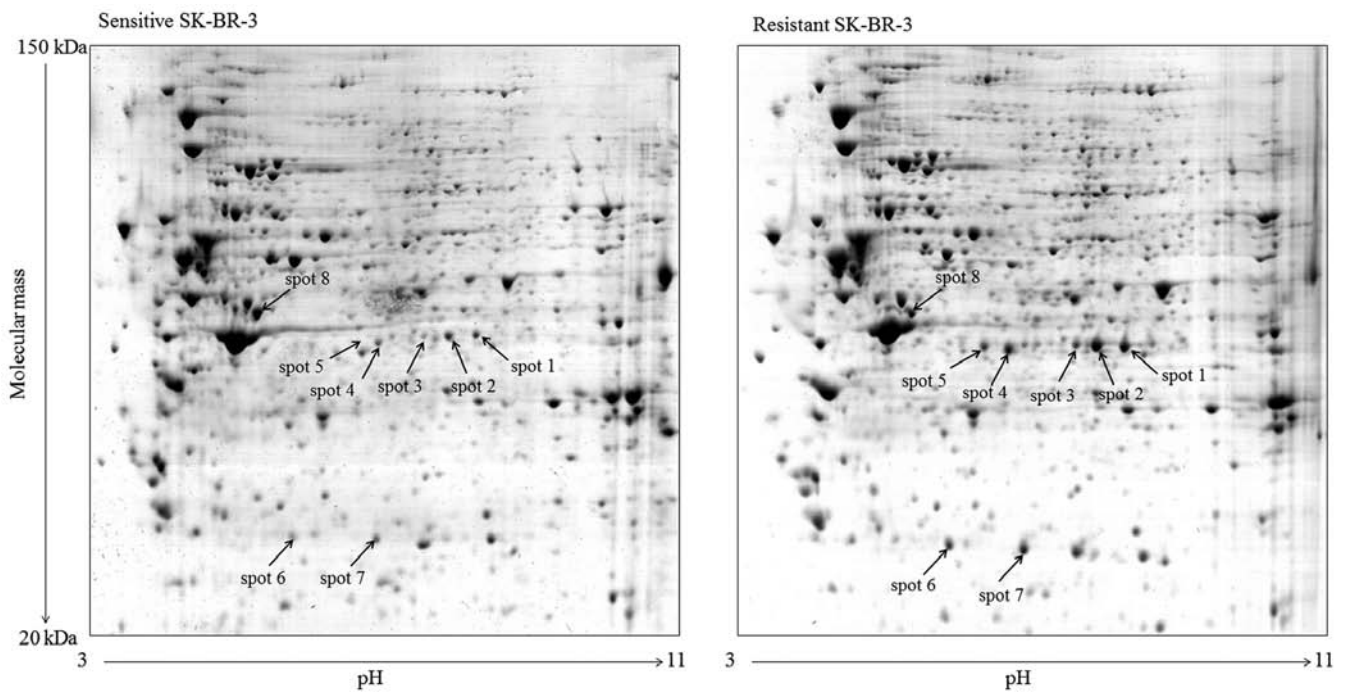 Sensitive SK-BR-3
Resistant SK-BR-3
150 kDa
Molecular mass
20 kDa
spot 8
spot 5
spot 4
spot 3
spot 2
spot 1
spot 6
spot 7
3
pH
11
spot 8
spot 5
spot 4
spot 3
spot 2
spot 1
spot 6
spot 7
3
pH
11